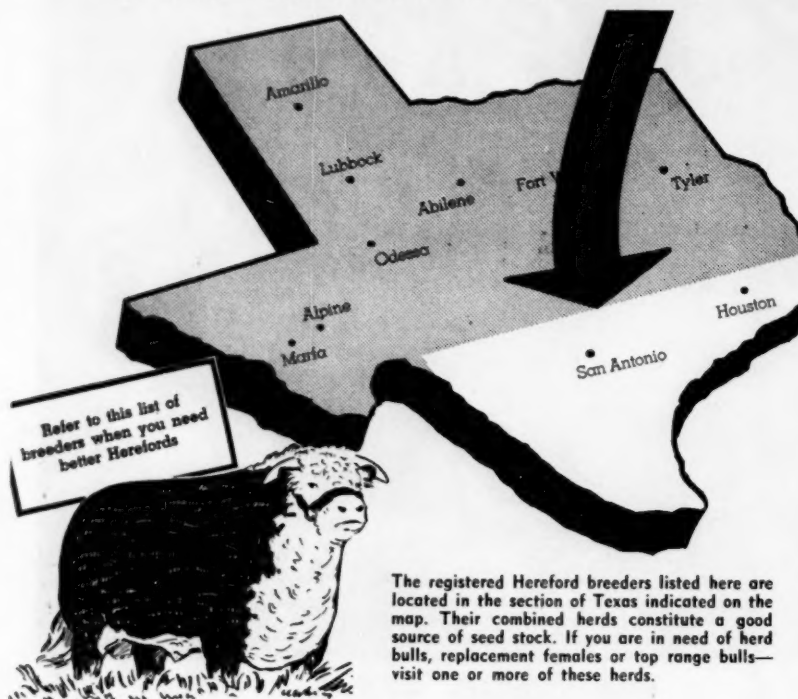 Amarillo
Lubbock
Abilene
Fort
Tyler
Odessa
Alpine
Marfa
Houston
San Antonio
Refer to this list of
breeders when you need
better Herefords
The registered Hereford breeders listed here are
located in the section of Texas indicated on the
map. Their combined herds constitute a good
source of seed stock. If you are in need of herd
bulls, replacement females or top range bulls—
visit one or more of these herds.